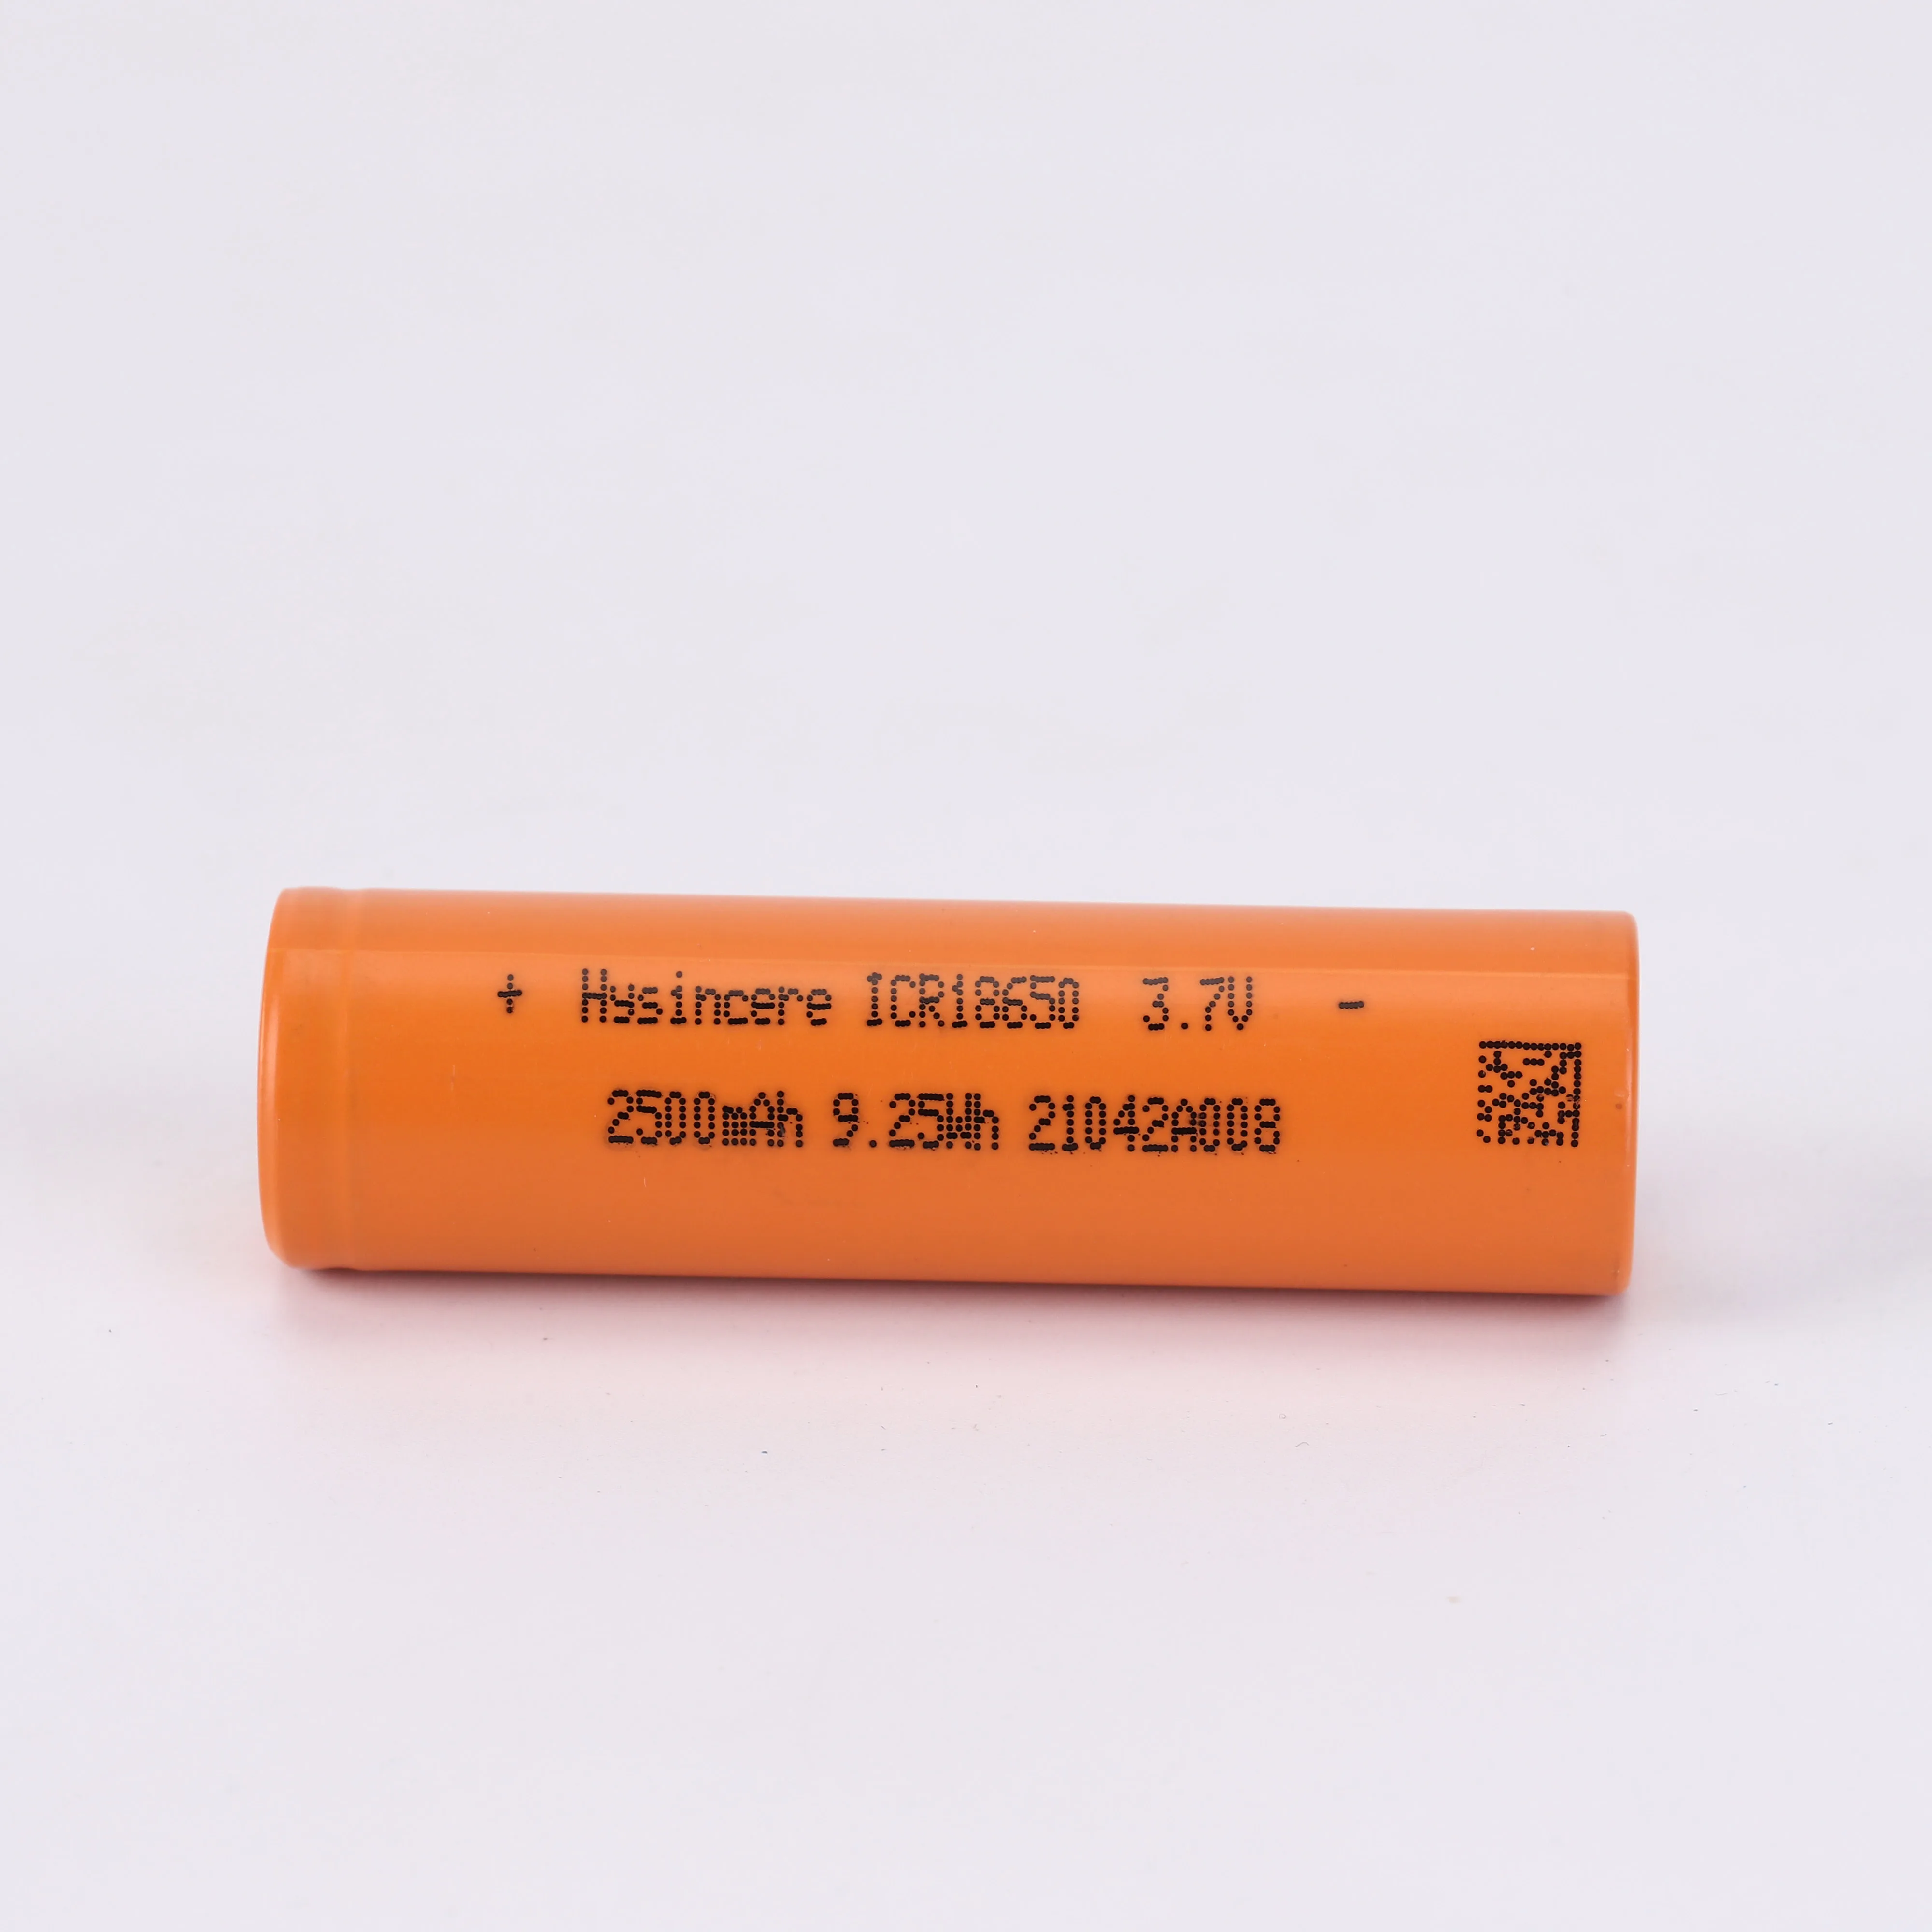 + Hysincere ICR18650 3.7V -
2500mAh 9.25Wh 21042A008